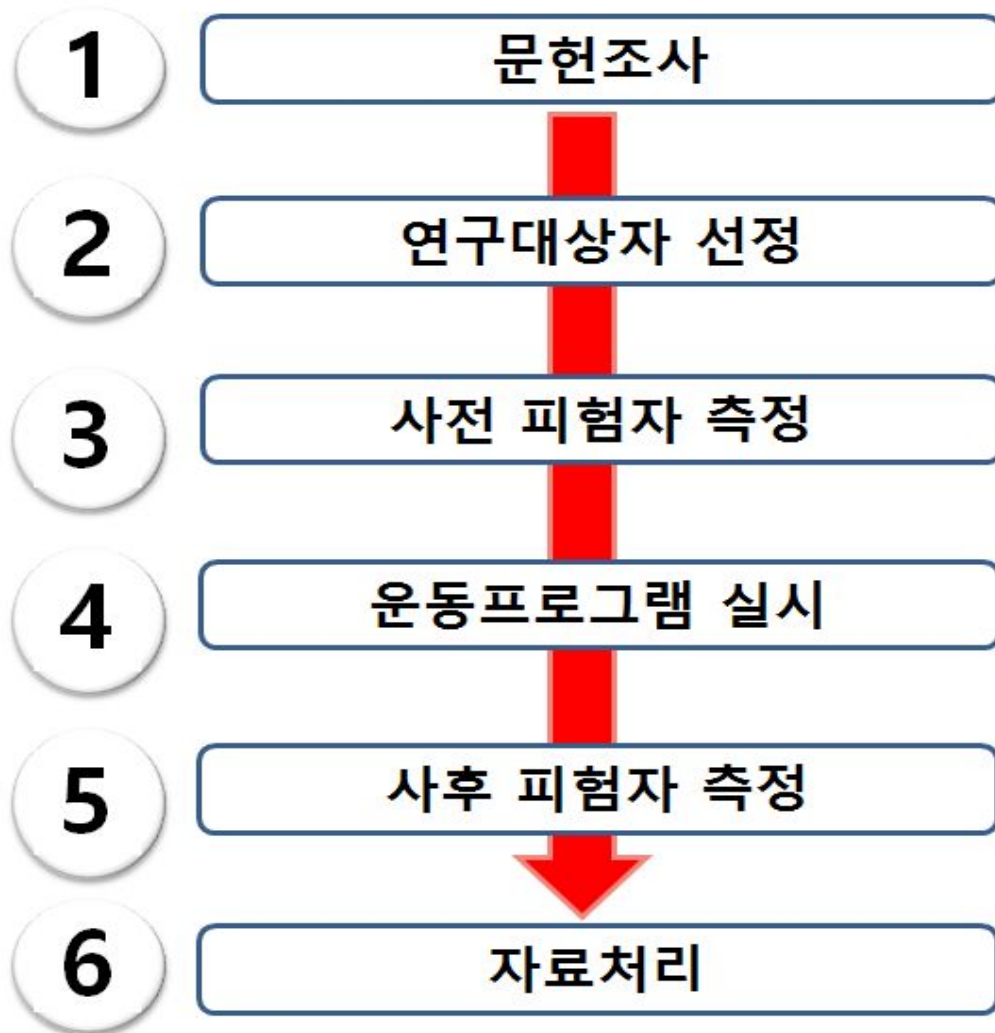 1 문헌조사
2 연구대상자 선정
3 사전 피험자 측정
4 운동프로그램 실시
5 사후 피험자 측정
6 자료처리